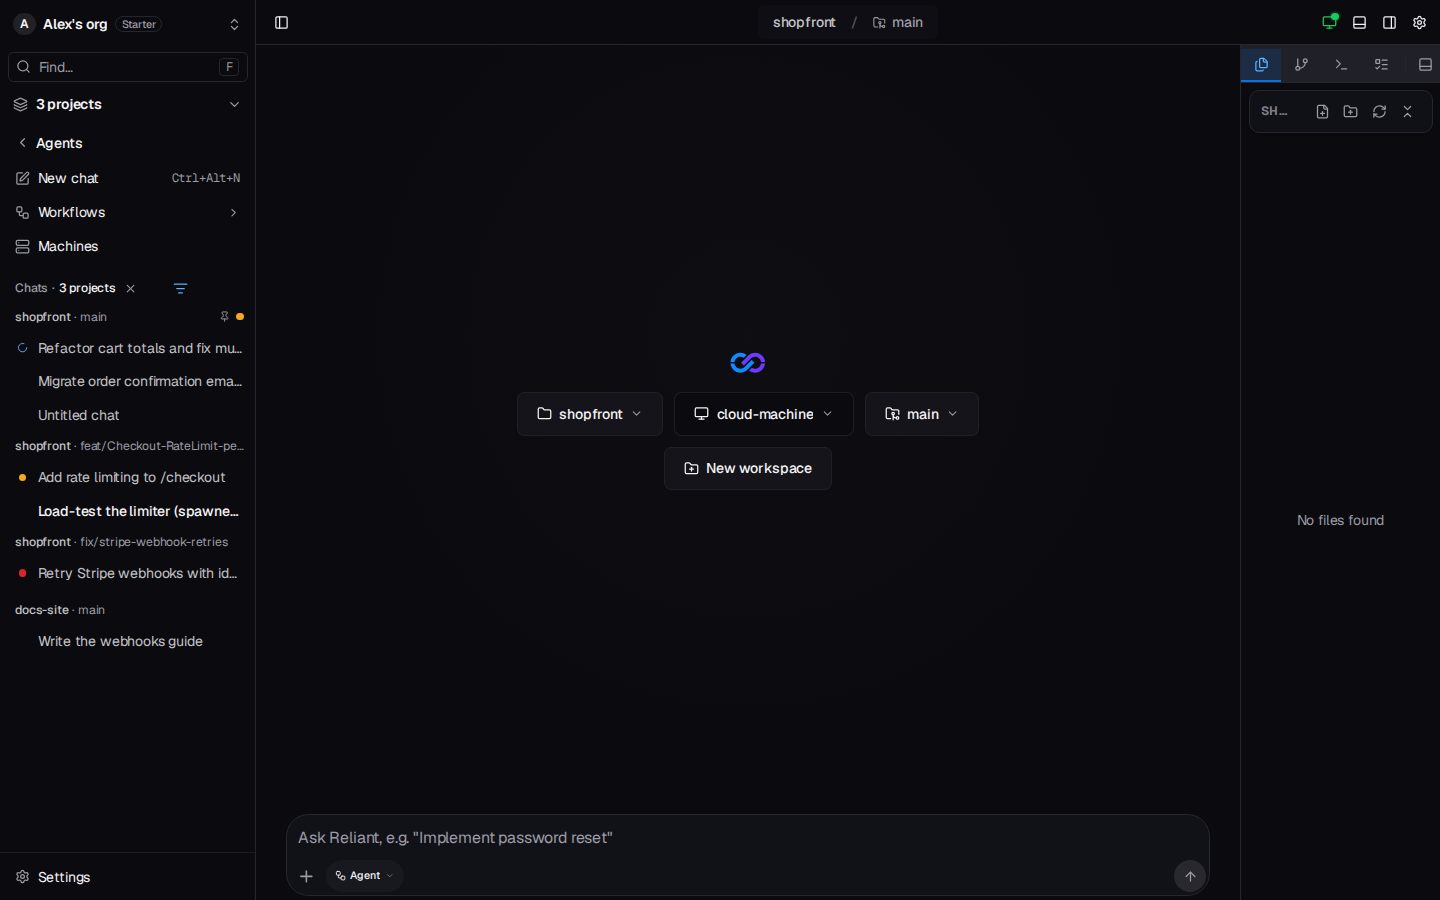 A Alex's org Starter
Find... F
3 projects
Agents
New chat Ctrl+Alt+N
Workflows
Machines
Chats · 3 projects
shopfront · main
Refactor cart totals and fix mu...
Migrate order confirmation ema...
Untitled chat
shopfront · feat/Checkout-RateLimit-pe...
Add rate limiting to /checkout
Load-test the limiter (spawne...
shopfront · fix/stripe-webhook-retries
Retry Stripe webhooks with id...
docs-site · main
Write the webhooks guide
Settings
shopfront / main
shopfront
cloud-machine
main
New workspace
Ask Reliant, e.g. "Implement password reset"
Agent
SH...
No files found